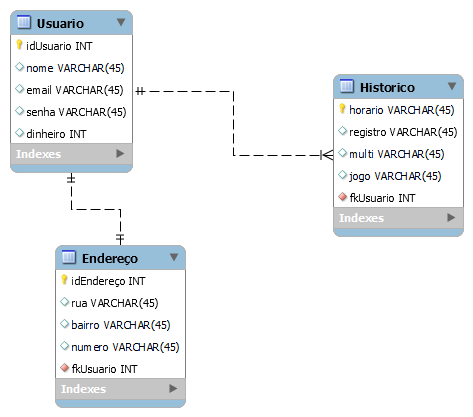 Usuario
idUsuario INT
nome VARCHAR(45)
email VARCHAR(45)
senha VARCHAR(45)
dinheiro INT
Indexes
Historico
horario VARCHAR(45)
registro VARCHAR(45)
multi VARCHAR(45)
jogo VARCHAR(45)
fkUsuario INT
Indexes
Endereço
idEndereço INT
rua VARCHAR(45)
bairro VARCHAR(45)
numero VARCHAR(45)
fkUsuario INT
Indexes